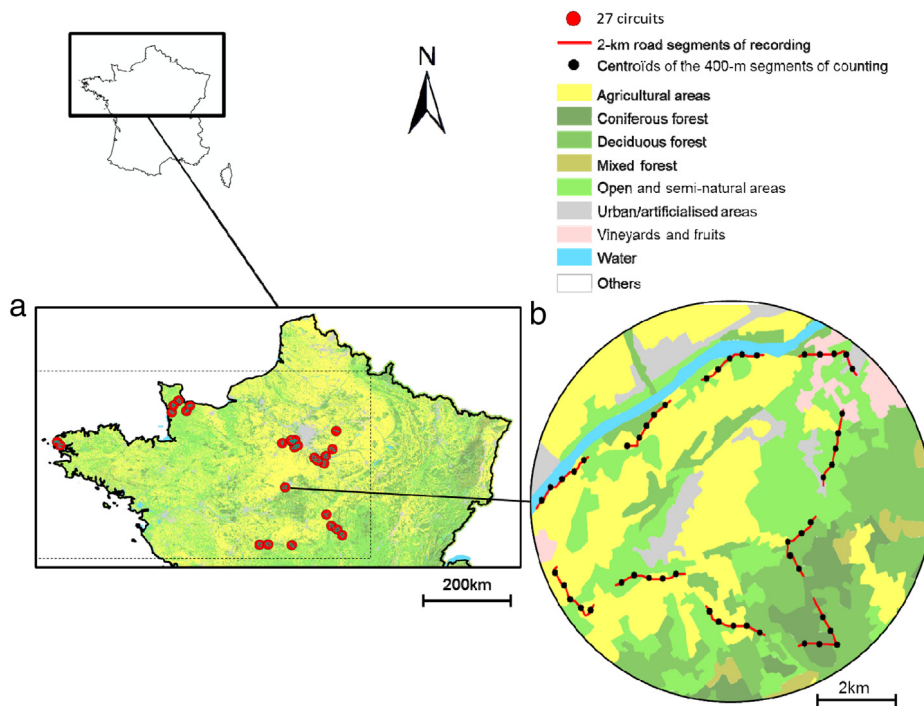 27 circuits
2-km road segments of recording
Centroïds of the 400-m segments of counting
N
Agricultural areas
Coniferous forest
Deciduous forest
Mixed forest
Open and semi-natural areas
Urban/artificialised areas
Vineyards and fruits
Water
Others
a
b
200km
2km